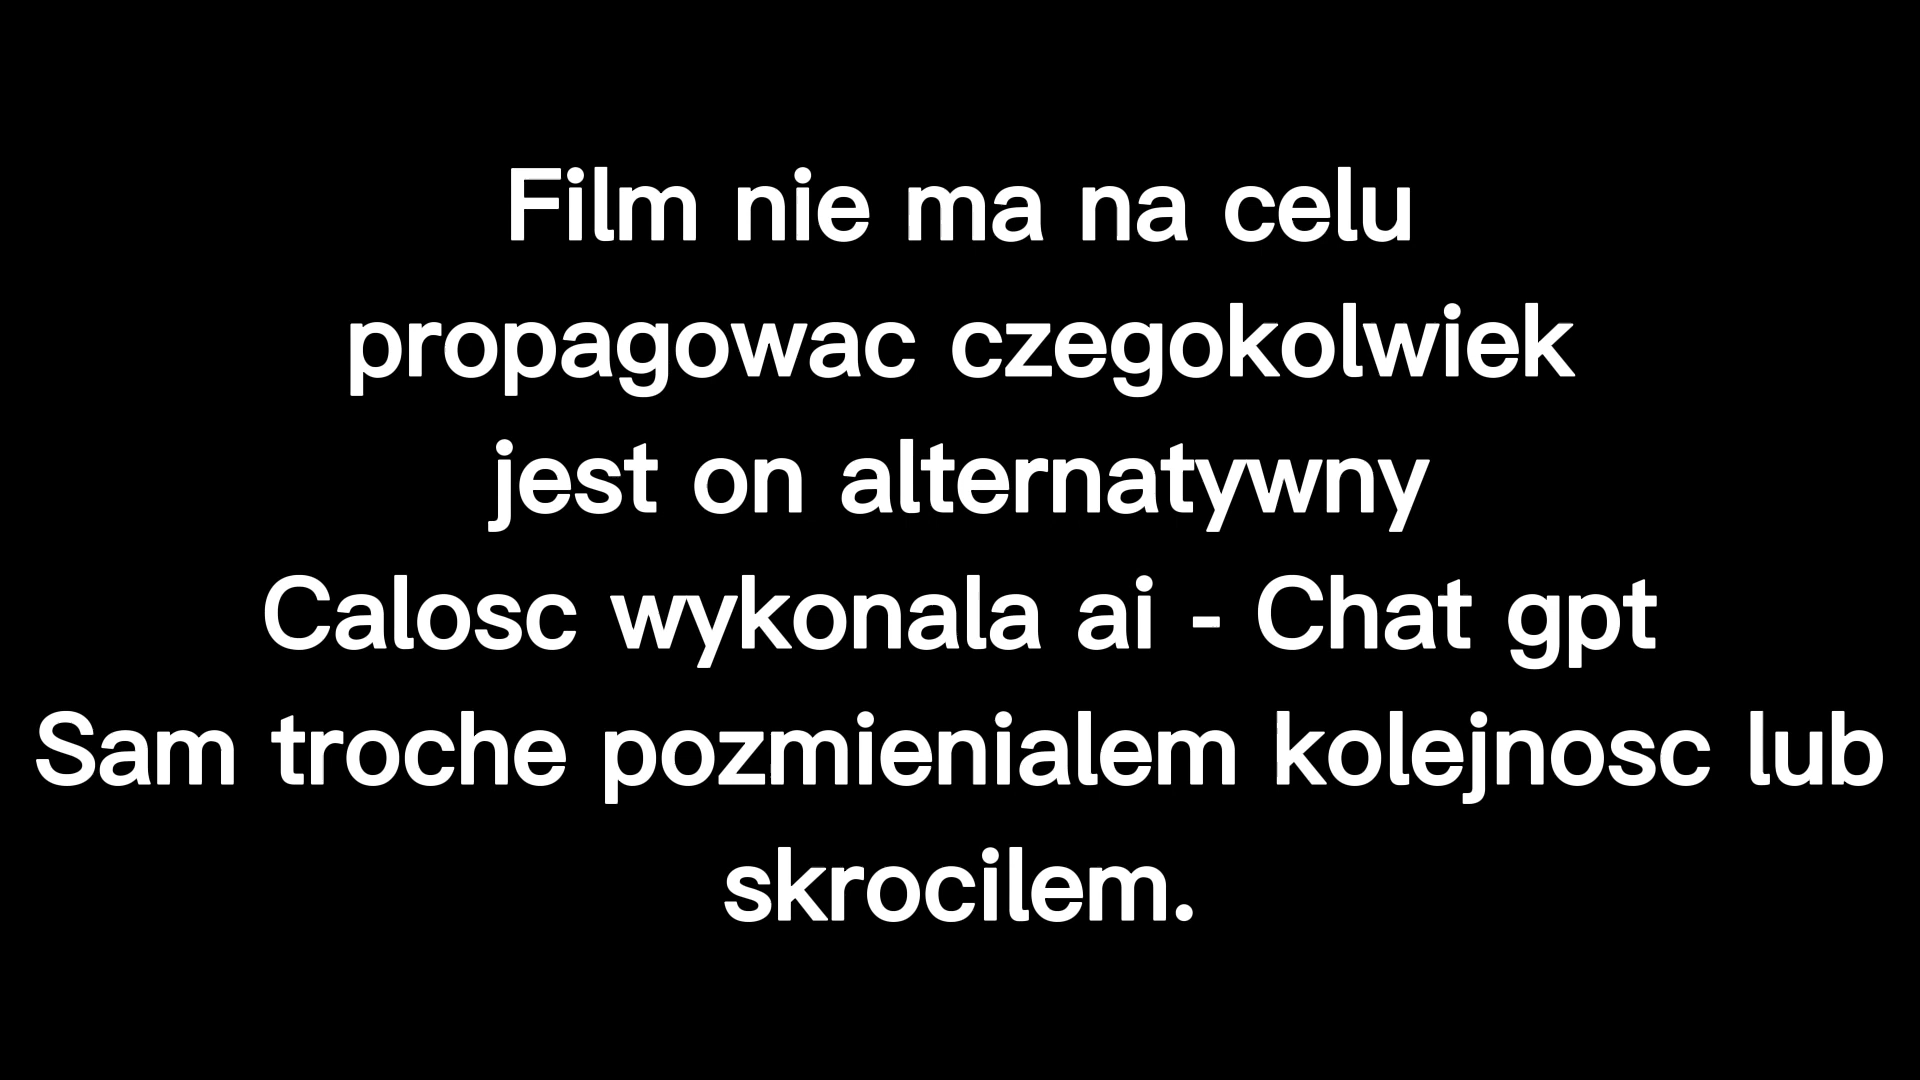 Film nie ma na celu
propagowac czegokolwiek
jest on alternatywny
Calosc wykonala ai - Chat gpt
Sam troche pozmienialem kolejnosc lub
skrocilem.